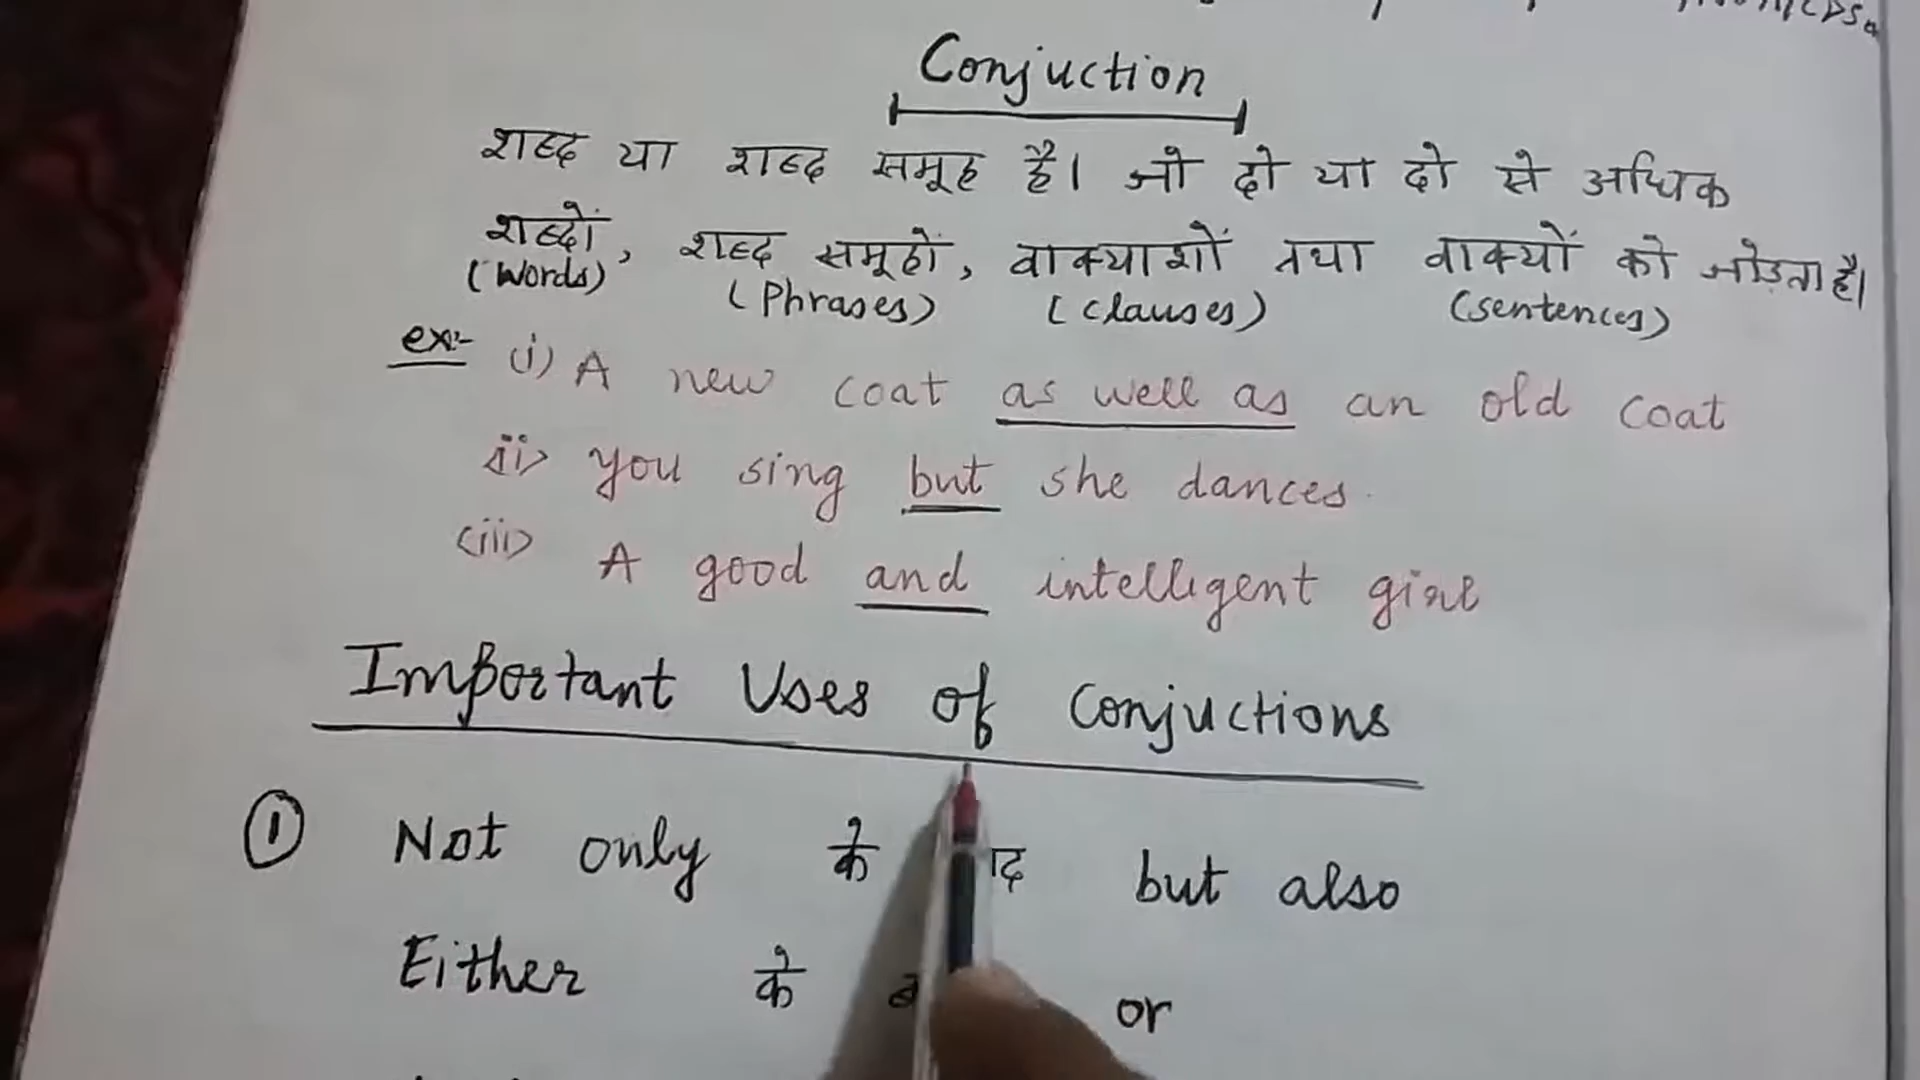 Conjuction
शब्द या शब्द समूह है। जो दो या दो से अधिक
शब्दों, शब्द समूहों, वाक्याशों तथा वाक्यों को जोडता है।
(Words) (Phrases) (Clauses) (Sentences)
ex:- (i) A new coat as well as an old coat
ii) you sing but she dances.
(iii) A good and intelligent girl
Important Uses of Conjuctions
① Not only के but also
Either के or